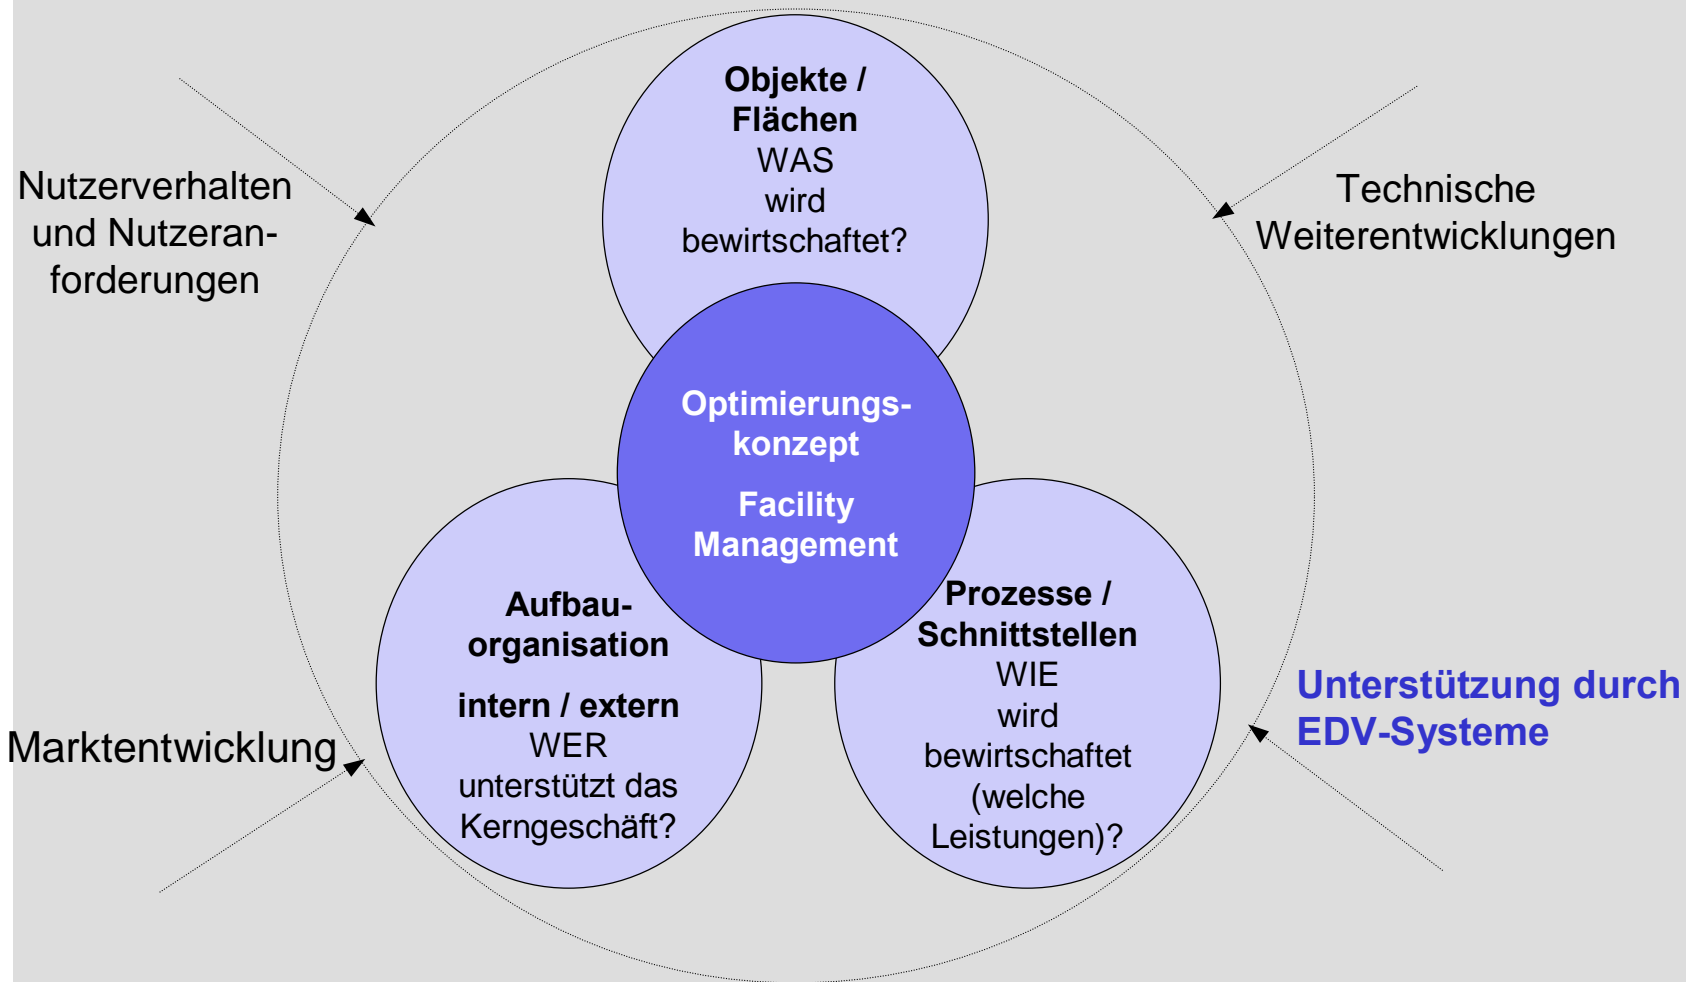 Objekte /
Flächen
WAS
wird
bewirtschaftet?
Nutzerverhalten
und Nutzeran-
forderungen
Technische
Weiterentwicklungen
Optimierungs-
konzept
Facility
Management
Aufbau-
organisation
intern / extern
WER
unterstützt das
Kerngeschäft?
Prozesse /
Schnittstellen
WIE
wird
bewirtschaftet
(welche
Leistungen)?
Marktentwicklung
Unterstützung durch
EDV-Systeme